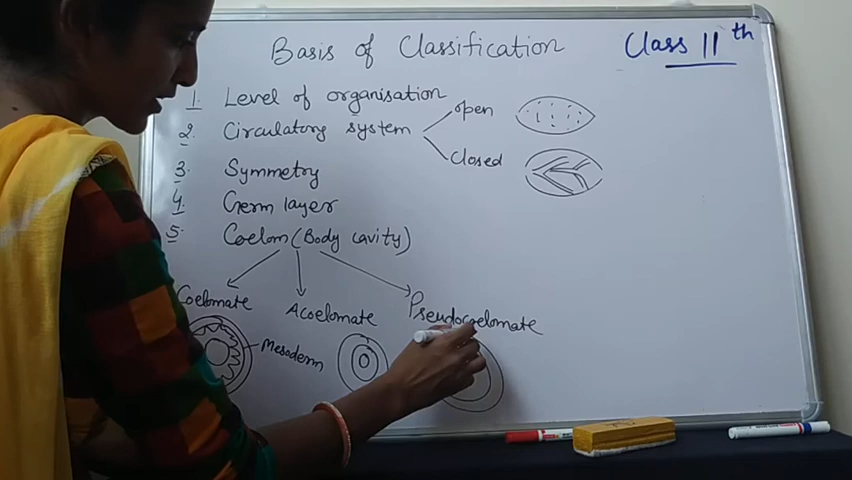 Basis of Classification
Class 11th
1. Level of organisation
2. Circulatory system
open
closed
3. Symmetry
4. Germ layer
5. Coelom (Body cavity)
Coelomate
Acoelomate
Pseudocoelomate
Mesoderm